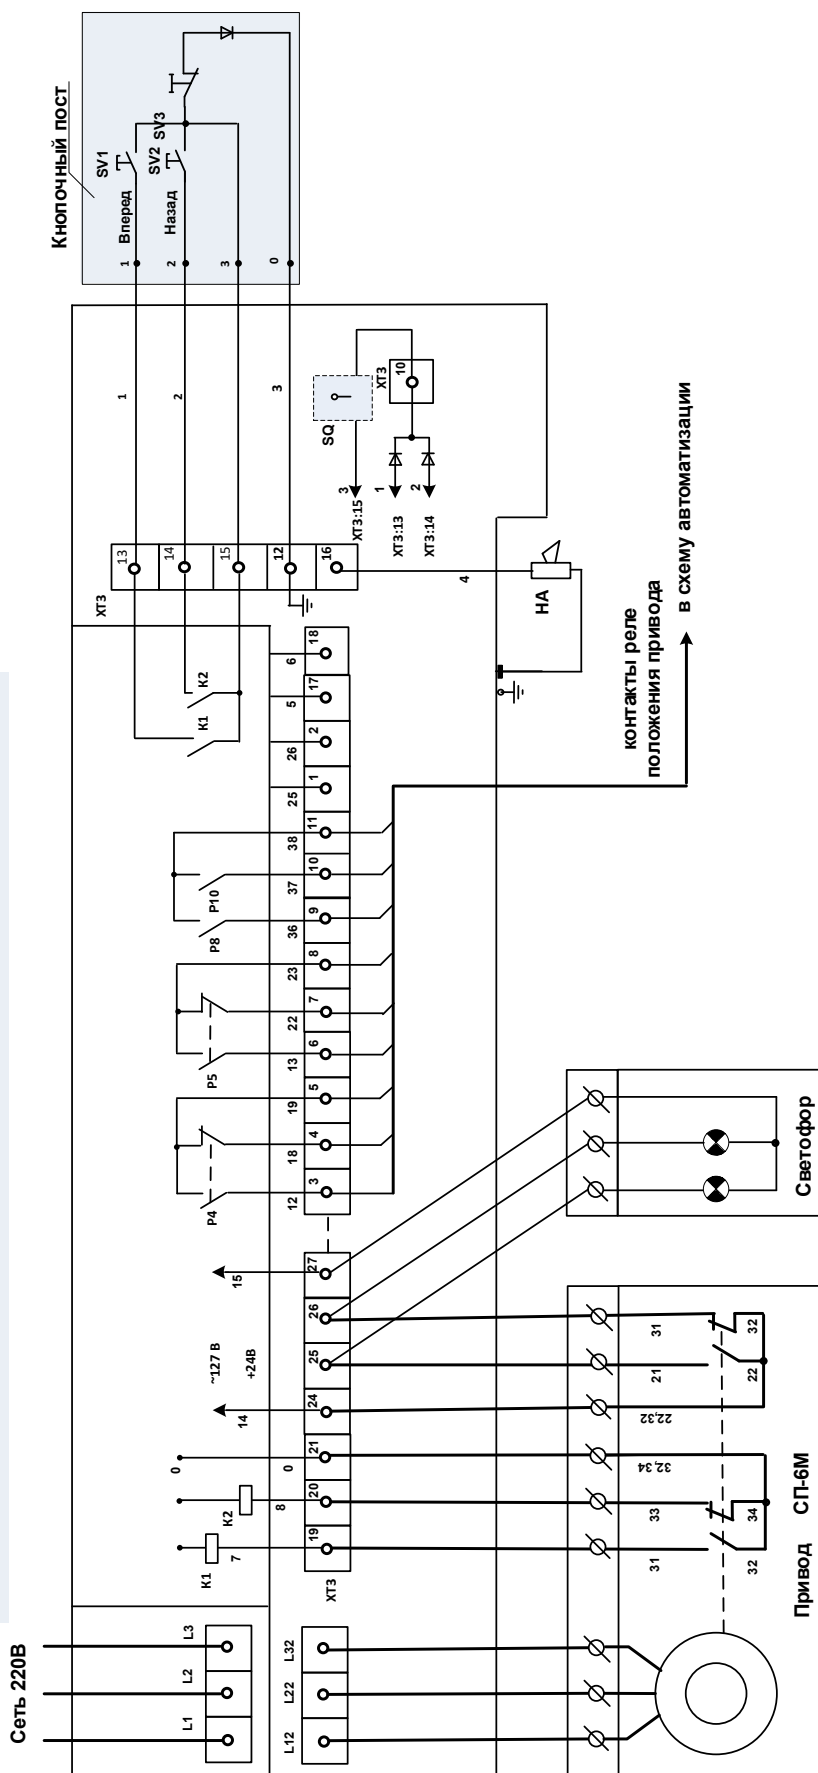 Кнопочный пост
SV1
SV2
SV3
Вперед
Назад
1
2
3
0
1
2
3
SQ
XT3
10
3
XT3:15
1
XT3:13
2
XT3:14
XT3
13
14
15
12
16
4
HA
К2
К1
6
18
5
17
26
2
25
1
38
11
37
10
36
9
23
8
22
7
13
6
19
5
18
4
12
3
P10
P8
P5
P4
контакты реле
положения привода
в схему автоматизации
15
27
26
25
24
21
20
19
~127 В
+24В
14
0
0
К2
8
К1
7
XT3
Светофор
31
32
21
22
22,32
32,34
33
34
31
32
Привод СП-6М
Сеть 220В
L3
L2
L1
L32
L22
L12